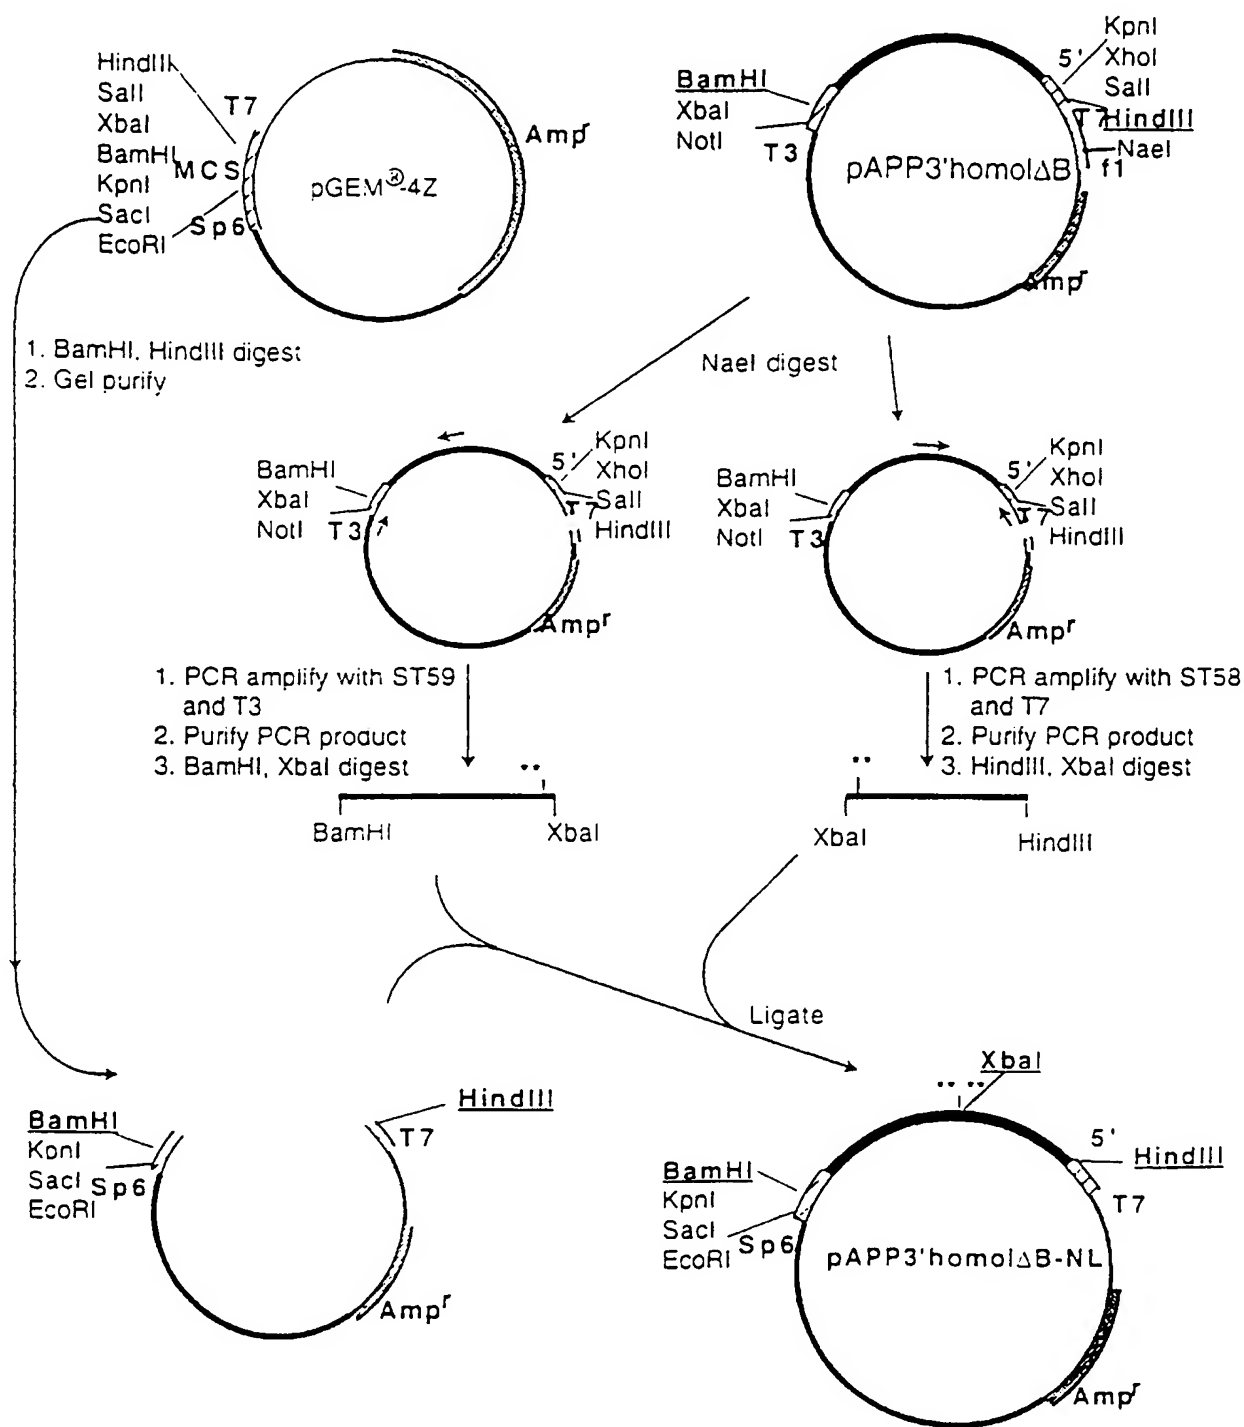 HindIII
SalI
XbaI
BamHI
KpnI
SacI
EcoRI
T7
MCS
Sp6
pGEM®-4Z
Ampr
BamHI
XbaI
NotI
T3
pAPP3'homol∆B
5'
KpnI
XhoI
SalI
T7
HindIII
NaeI
f1
Ampr
1. BamHI, HindIII digest
2. Gel purify
NaeI digest
BamHI
XbaI
NotI
T3
5'
KpnI
XhoI
SalI
T7
HindIII
Ampr
BamHI
XbaI
NotI
T3
5'
KpnI
XhoI
SalI
T7
HindIII
Ampr
1. PCR amplify with ST59
and T3
2. Purify PCR product
3. BamHI, XbaI digest
1. PCR amplify with ST58
and T7
2. Purify PCR product
3. HindIII, XbaI digest
**
**
BamHI
XbaI
XbaI
HindIII
Ligate
BamHI
KpnI
SacI
EcoRI
Sp6
HindIII
T7
Ampr
** **
XbaI
BamHI
KpnI
SacI
EcoRI
Sp6
5'
HindIII
T7
pAPP3'homol∆B-NL
Ampr